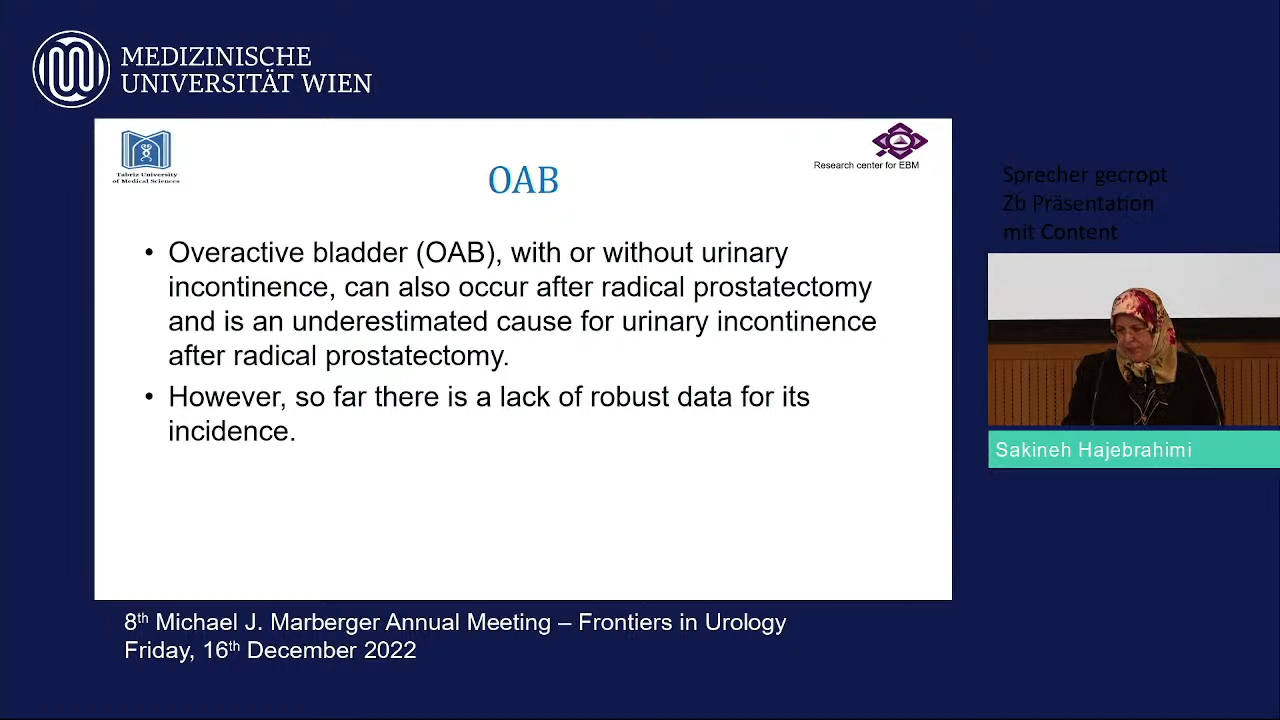 MEDIZINISCHE
UNIVERSITÄT WIEN
Tabriz University
of Medical Sciences
Research center for EBM
OAB
• Overactive bladder (OAB), with or without urinary
incontinence, can also occur after radical prostatectomy
and is an underestimated cause for urinary incontinence
after radical prostatectomy.
• However, so far there is a lack of robust data for its
incidence.
Sprecher gecropt
Zb Präsentation
mit Content
Sakineh Hajebrahimi
8th Michael J. Marberger Annual Meeting – Frontiers in Urology
Friday, 16th December 2022